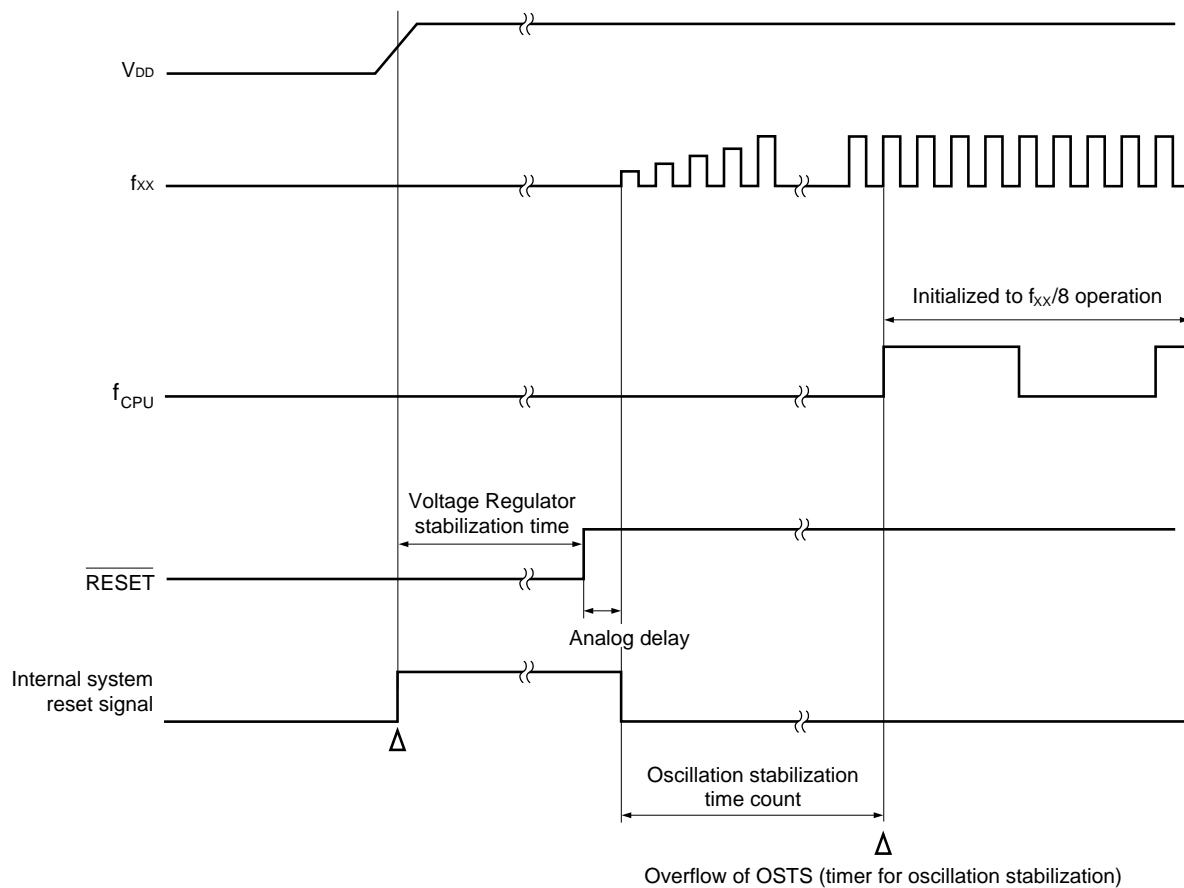 VDD
fXX
Initialized to fXX/8 operation
fCPU
Voltage Regulator
stabilization time
RESET
Analog delay
Internal system
reset signal
Oscillation stabilization
time count
Overflow of OSTS (timer for oscillation stabilization)